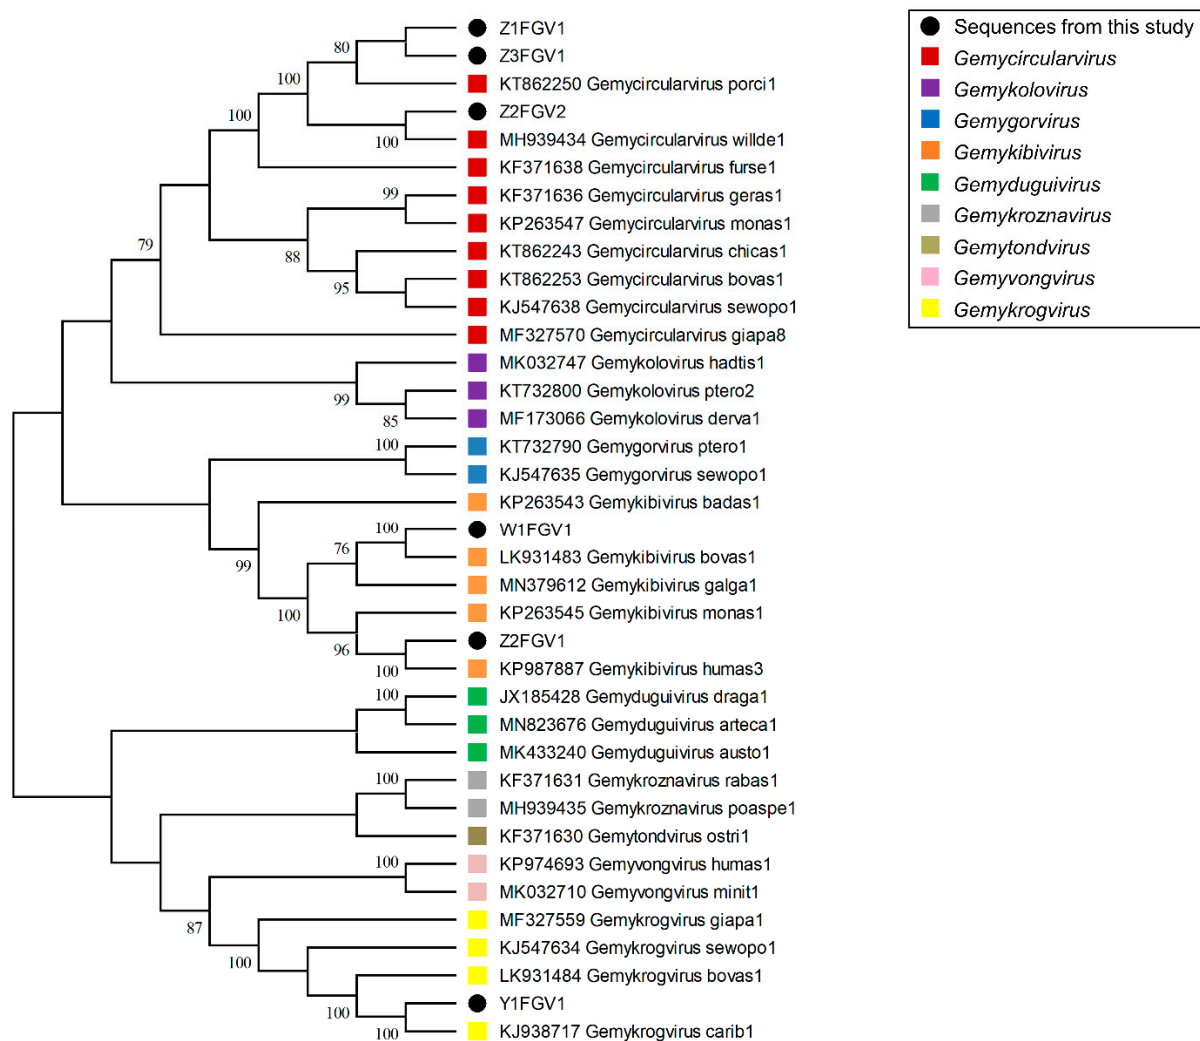 Z1FGV1
80
Z3FGV1
100
KT862250 Gemycircularvirus porci1
100
Z2FGV2
100
MH939434 Gemycircularvirus willde1
KF371638 Gemycircularvirus furse1
99
KF371636 Gemycircularvirus geras1
KP263547 Gemycircularvirus monas1
79
88
KT862243 Gemycircularvirus chicas1
95
KT862253 Gemycircularvirus bovas1
KJ547638 Gemycircularvirus sewopo1
MF327570 Gemycircularvirus giapa8
MK032747 Gemykolovirus hadtis1
99
KT732800 Gemykolovirus ptero2
85
MF173066 Gemykolovirus derva1
100
KT732790 Gemygorvirus ptero1
KJ547635 Gemygorvirus sewopo1
KP263543 Gemykibivirus badas1
100
W1FGV1
76
LK931483 Gemykibivirus bovas1
99
MN379612 Gemykibivirus galga1
100
KP263545 Gemykibivirus monas1
96
Z2FGV1
100
KP987887 Gemykibivirus humas3
100
JX185428 Gemyduguivirus draga1
MN823676 Gemyduguivirus arteca1
MK433240 Gemyduguivirus austo1
100
KF371631 Gemykroznavirus rabas1
MH939435 Gemykroznavirus poaspe1
KF371630 Gemytondvirus ostri1
100
KP974693 Gemyvongvirus humas1
MK032710 Gemyvongvirus minit1
87
MF327559 Gemykrogvirus giapa1
100
KJ547634 Gemykrogvirus sewopo1
LK931484 Gemykrogvirus bovas1
100
Y1FGV1
100
KJ938717 Gemykrogvirus carib1
Sequences from this study
Gemycircularvirus
Gemykolovirus
Gemygorvirus
Gemykibivirus
Gemyduguivirus
Gemykroznavirus
Gemytondvirus
Gemyvongvirus
Gemykrogvirus